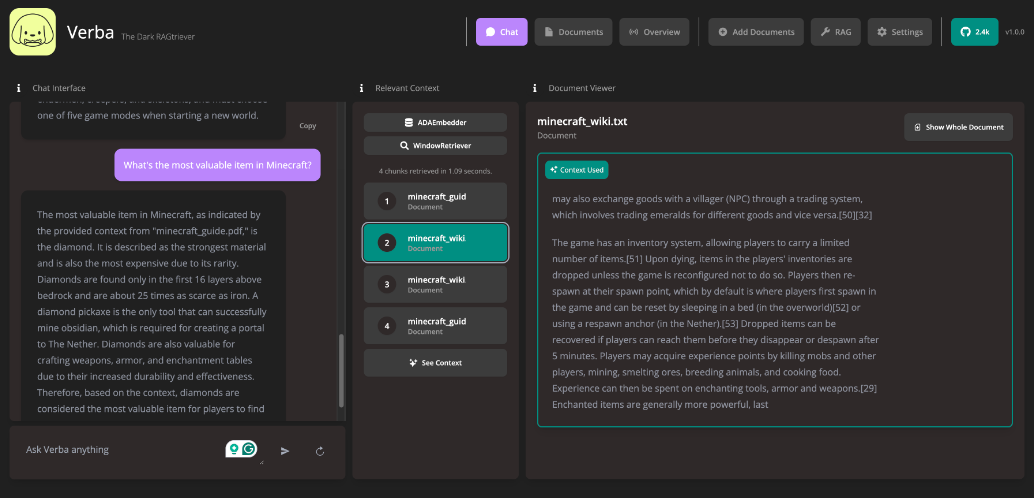 Verba The Dark RAGtriever
Chat
Documents
Overview
Add Documents
RAG
Settings
2.4k
v1.0.0
Chat Interface
one of five game modes when starting a new world.
Copy
What's the most valuable item in Minecraft?
The most valuable item in Minecraft, as indicated by
the provided context from "minecraft_guide.pdf," is
the diamond. It is described as the strongest material
and is also the most expensive due to its rarity.
Diamonds are found only in the first 16 layers above
bedrock and are about 25 times as scarce as iron. A
diamond pickaxe is the only tool that can successfully
mine obsidian, which is required for creating a portal
to The Nether. Diamonds are also valuable for
crafting weapons, armor, and enchantment tables
due to their increased durability and effectiveness.
Therefore, based on the context, diamonds are
considered the most valuable item for players to find
Ask Verba anything
Relevant Context
ADAEmbedder
WindowRetriever
4 chunks retrieved in 1.09 seconds.
1 minecraft_guid
Document
2 minecraft_wiki.
Document
3 minecraft_wiki
Document
4 minecraft_guid
Document
See Context
Document Viewer
minecraft_wiki.txt
Document
Show Whole Document
Context Used
may also exchange goods with a villager (NPC) through a trading system,
which involves trading emeralds for different goods and vice versa.[50][32]
The game has an inventory system, allowing players to carry a limited
number of items.[51] Upon dying, items in the players' inventories are
dropped unless the game is reconfigured not to do so. Players then re-
spawn at their spawn point, which by default is where players first spawn in
the game and can be reset by sleeping in a bed (in the overworld)[52] or
using a respawn anchor (in the Nether).[53] Dropped items can be
recovered if players can reach them before they disappear or despawn after
5 minutes. Players may acquire experience points by killing mobs and other
players, mining, smelting ores, breeding animals, and cooking food.
Experience can then be spent on enchanting tools, armor and weapons.[29]
Enchanted items are generally more powerful, last